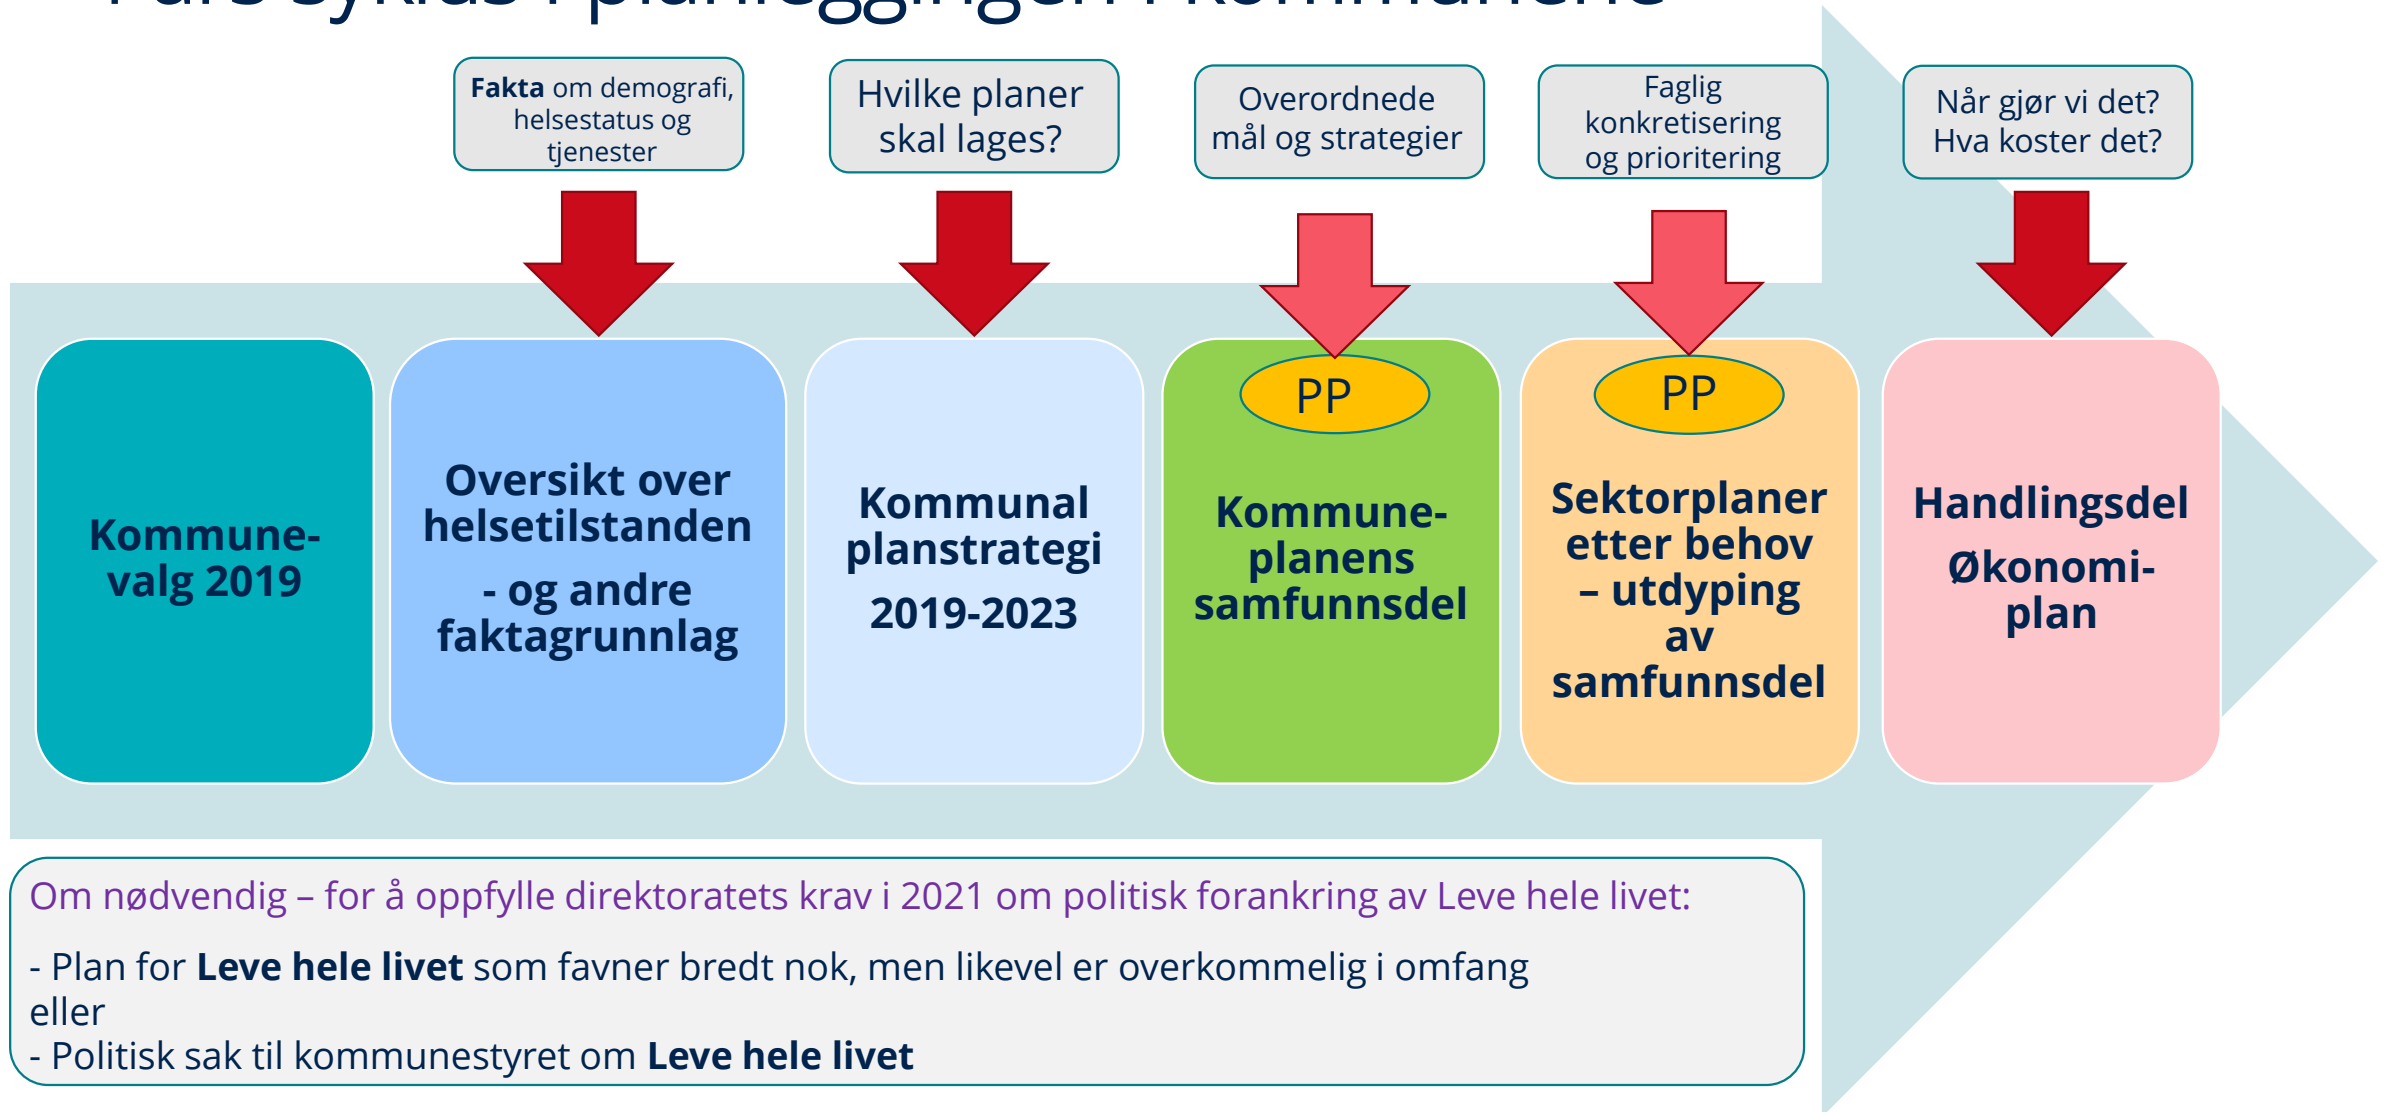 syklus i planleggingen i kommunene
Fakta om demografi,
helsestatus og
tjenester
Hvilke planer
skal lages?
Overordnede
mål og strategier
Faglig
konkretisering
og prioritering
Når gjør vi det?
Hva koster det?
Kommune-
valg 2019
Oversikt over
helsetilstanden
- og andre
faktagrunnlag
Kommunal
planstrategi
2019-2023
PP
Kommune-
planens
samfunnsdel
PP
Sektorplaner
etter behov
– utdyping
av
samfunnsdel
Handlingsdel
Økonomi-
plan
Om nødvendig – for å oppfylle direktoratets krav i 2021 om politisk forankring av Leve hele livet:
- Plan for Leve hele livet som favner bredt nok, men likevel er overkommelig i omfang
eller
- Politisk sak til kommunestyret om Leve hele livet